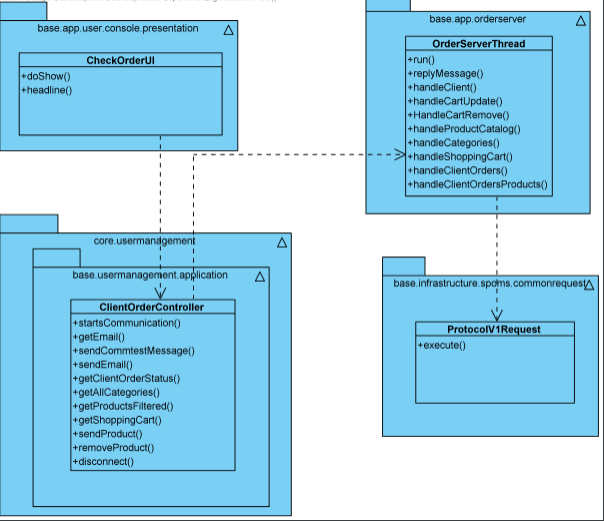 base.app.user.console.presentation
CheckOrderUI
+doShow()
+headline()
base.app.orderserver
OrderServerThread
+run()
+replyMessage()
+handleClient()
+handleCartUpdate()
+HandleCartRemove()
+handleProductCatalog()
+handleCategories()
+handleShoppingCart()
+handleClientOrders()
+handleClientOrdersProducts()
core.usermanagement
base.usermanagement.application
ClientOrderController
+startsCommunication()
+getEmail()
+sendCommtestMessage()
+sendEmail()
+getClientOrderStatus()
+getAllCategories()
+getProductsFiltered()
+getShoppingCart()
+sendProduct()
+removeProduct()
+disconnect()
base.infrastructure.spoms.commonrequest
ProtocolV1Request
+execute()